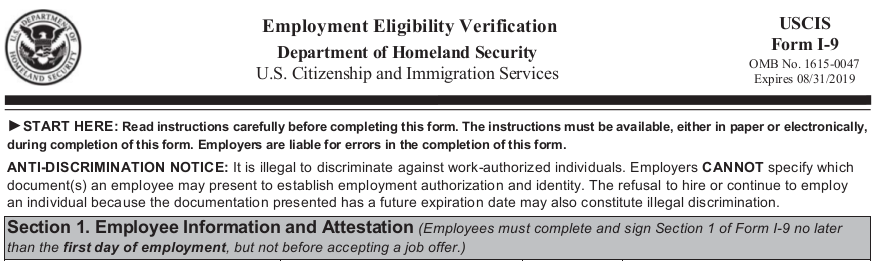 Employment Eligibility Verification
Department of Homeland Security
U.S. Citizenship and Immigration Services
USCIS
Form I-9
OMB No. 1615-0047
Expires 08/31/2019
U.S. DEPARTMENT OF HOMELAND SECURITY
►START HERE: Read instructions carefully before completing this form. The instructions must be available, either in paper or electronically,
during completion of this form. Employers are liable for errors in the completion of this form.
ANTI-DISCRIMINATION NOTICE: It is illegal to discriminate against work-authorized individuals. Employers CANNOT specify which
document(s) an employee may present to establish employment authorization and identity. The refusal to hire or continue to employ
an individual because the documentation presented has a future expiration date may also constitute illegal discrimination.
Section 1. Employee Information and Attestation (Employees must complete and sign Section 1 of Form I-9 no later
than the first day of employment, but not before accepting a job offer.)